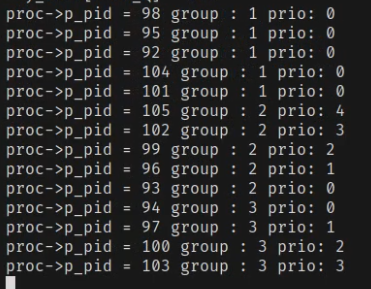 proc->p_pid = 98 group : 1 prio: 0
proc->p_pid = 95 group : 1 prio: 0
proc->p_pid = 92 group : 1 prio: 0
proc->p_pid = 104 group : 1 prio: 0
proc->p_pid = 101 group : 1 prio: 0
proc->p_pid = 105 group : 2 prio: 4
proc->p_pid = 102 group : 2 prio: 3
proc->p_pid = 99 group : 2 prio: 2
proc->p_pid = 96 group : 2 prio: 1
proc->p_pid = 93 group : 2 prio: 0
proc->p_pid = 94 group : 3 prio: 0
proc->p_pid = 97 group : 3 prio: 1
proc->p_pid = 100 group : 3 prio: 2
proc->p_pid = 103 group : 3 prio: 3